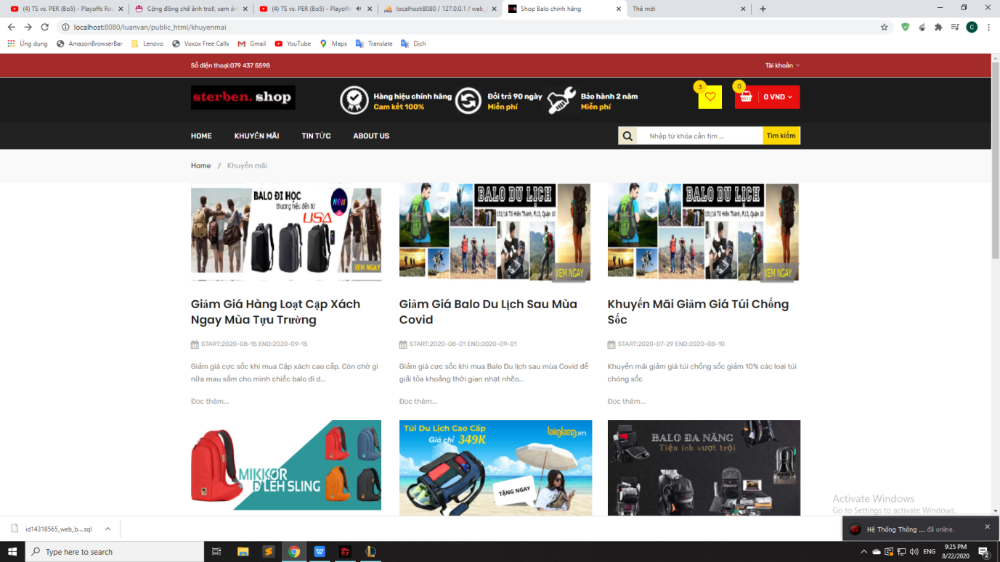 (4) TS vs. PER (Bo5) - Playoffs Rou
Cộng đồng chế ảnh troll, xem ản
(4) TS vs. PER (Bo5) - Playoffs
localhost:8080 / 127.0.0.1 / web_b
Shop Balo chính hãng
Thẻ mới
localhost:8080/luanvan/public_html/khuyenmai
C
Ứng dụng
AmazonBrowserBar
Lenovo
Voxox Free Calls
Gmail
YouTube
Maps
Translate
Dịch
Số điện thoại:079 437 5598
Tài khoản
sterben. shop
Hàng hiệu chính hãng
Cam kết 100%
Đổi trả 90 ngày
Miễn phí
Bảo hành 2 năm
Miễn phí
3
0
0 VND
HOME
KHUYẾN MÃI
TIN TỨC
ABOUT US
Nhập từ khóa cần tìm ...
Tìm kiếm
Home / Khuyến mãi
BALO ĐI HỌC
thương hiệu đến từ
USA
NEW
XEM NGAY
BALO DU LỊCH
131/16 Tô Hiến Thành, P.13, Quận 10
XEM NGAY
BALO DU LỊCH
131/16 Tô Hiến Thành, P.13, Quận 10
XEM NGAY
Giảm Giá Hàng Loạt Cặp Xách
Ngay Mùa Tựu Trường
START:2020-08-15 END:2020-09-15
Giảm giá cực sốc khi mua Cặp xách cao cấp. Còn chờ gì
nữa mau sắm cho mình chiếc balo đi d...
Đọc thêm...
Giảm Giá Balo Du Lịch Sau Mùa
Covid
START:2020-08-01 END:2020-09-01
Giảm giá cực sốc khi mua Balo Du lịch sau mùa Covid để
giải tỏa khoảng thời gian nhạt nhẽo...
Đọc thêm...
Khuyến Mãi Giảm Giá Túi Chống
Sốc
START:2020-07-29 END:2020-08-10
Khuyến mãi giảm giá túi chống sốc giảm 10% các loại túi
chóng sốc
Đọc thêm...
MIKKOR
D'LEH SLING
Túi Du Lịch Cao Cấp
Giá chỉ 349K
bigbag.vn
TẶNG NGAY
BALO ĐA NĂNG
Tiện ích vượt trội
Activate Windows
Go to Settings to activate Windows.
id14318565_web_b....sql
Hệ Thống Thông ... đã online.
Type here to search
ENG
9:25 PM
8/22/2020
2